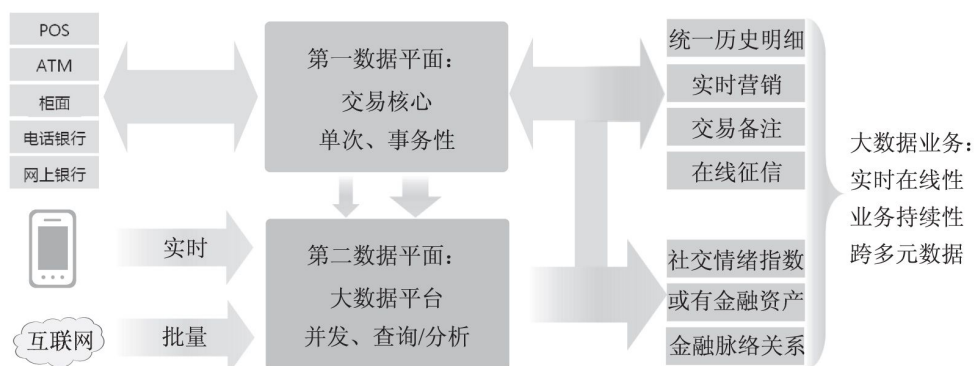 POS
ATM
柜面
电话银行
网上银行
实时
互联网
批量
第一数据平面：
交易核心
单次、事务性
第二数据平面：
大数据平台
并发、查询/分析
统一历史明细
实时营销
交易备注
在线征信
社交情绪指数
或有金融资产
金融脉络关系
大数据业务：
实时在线性
业务持续性
跨多元数据